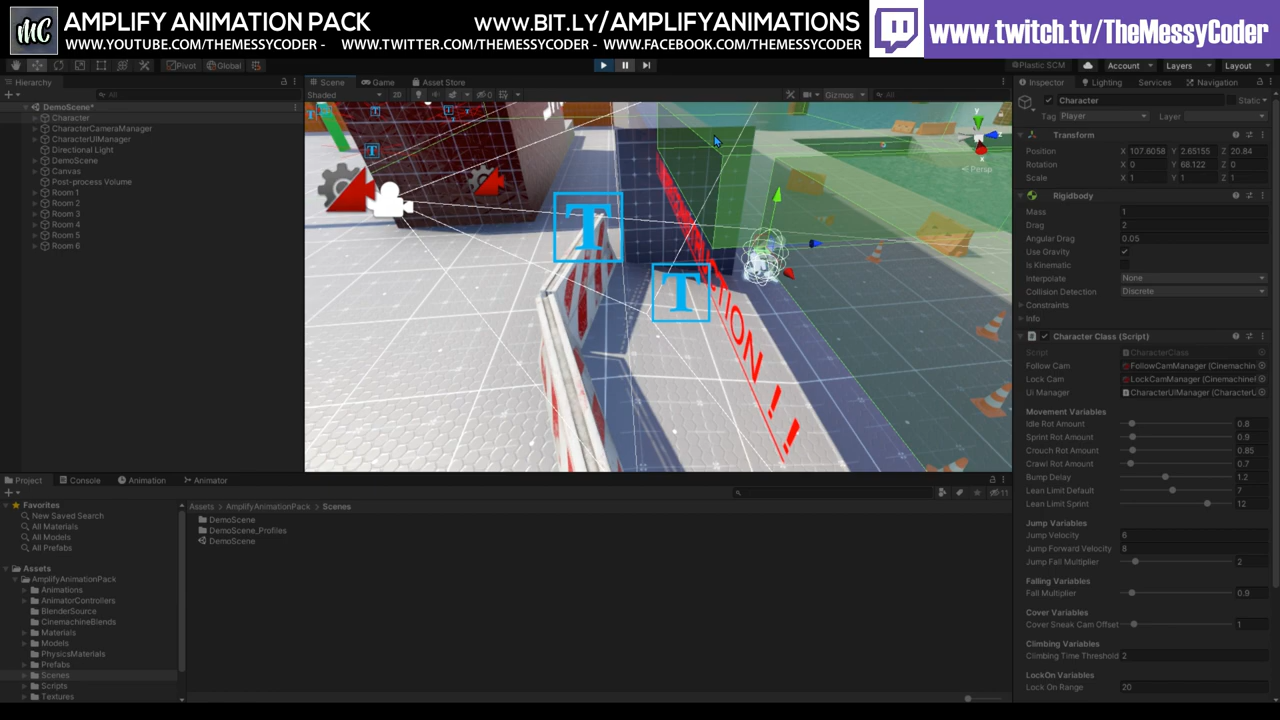 AMPLIFY ANIMATION PACK
WWW.BIT.LY/AMPLIFYANIMATIONS
WWW.YOUTUBE.COM/THEMESSYCODER - WWW.TWITTER.COM/THEMESSYCODER - WWW.FACEBOOK.COM/THEMESSYCODER
www.twitch.tv/TheMessyCoder
MC
Pivot
Global
Plastic SCM
Account
Layers
Layout
Hierarchy
All
DemoScene*
Character
CharacterCameraManager
CharacterUIManager
Directional Light
DemoScene
Canvas
Post-process Volume
Room 1
Room 2
Room 3
Room 4
Room 5
Room 6
Scene
Game
Asset Store
Shaded
2D
0
Gizmos
All
T
T
ION !!
y
z
x
Persp
Inspector
Lighting
Services
Navigation
Character
Static
Tag Player
Layer
Transform
Position X 107.6058 Y 2.65155 Z 20.84
Rotation X 0 Y 68.122 Z 0
Scale X 1 Y 1 Z 1
Rigidbody
Mass 1
Drag 2
Angular Drag 0.05
Use Gravity
Is Kinematic
Interpolate None
Collision Detection Discrete
Constraints
Info
Character Class (Script)
Script CharacterClass
Follow Cam FollowCamManager (Cinemachine
Lock Cam LockCamManager (Cinemachine
Ui Manager CharacterUIManager (CharacterU
Movement Variables
Idle Rot Amount 0.8
Sprint Rot Amount 0.9
Crouch Rot Amount 0.85
Crawl Rot Amount 0.7
Bump Delay 1.2
Lean Limit Default 7
Lean Limit Sprint 12
Jump Variables
Jump Velocity 6
Jump Forward Velocity 8
Jump Fall Multiplier 2
Falling Variables
Fall Multiplier 0.9
Cover Variables
Cover Sneak Cam Offset 1
Climbing Variables
Climbing Time Threshold 2
LockOn Variables
Lock On Range 20
Project
Console
Animation
Animator
11
Favorites
New Saved Search
All Materials
All Models
All Prefabs
Assets
AmplifyAnimationPack
Animations
AnimatorControllers
BlenderSource
CinemachineBlends
Materials
Models
PhysicsMaterials
Prefabs
Scenes
Scripts
Textures
Assets > AmplifyAnimationPack > Scenes
DemoScene
DemoScene_Profiles
DemoScene